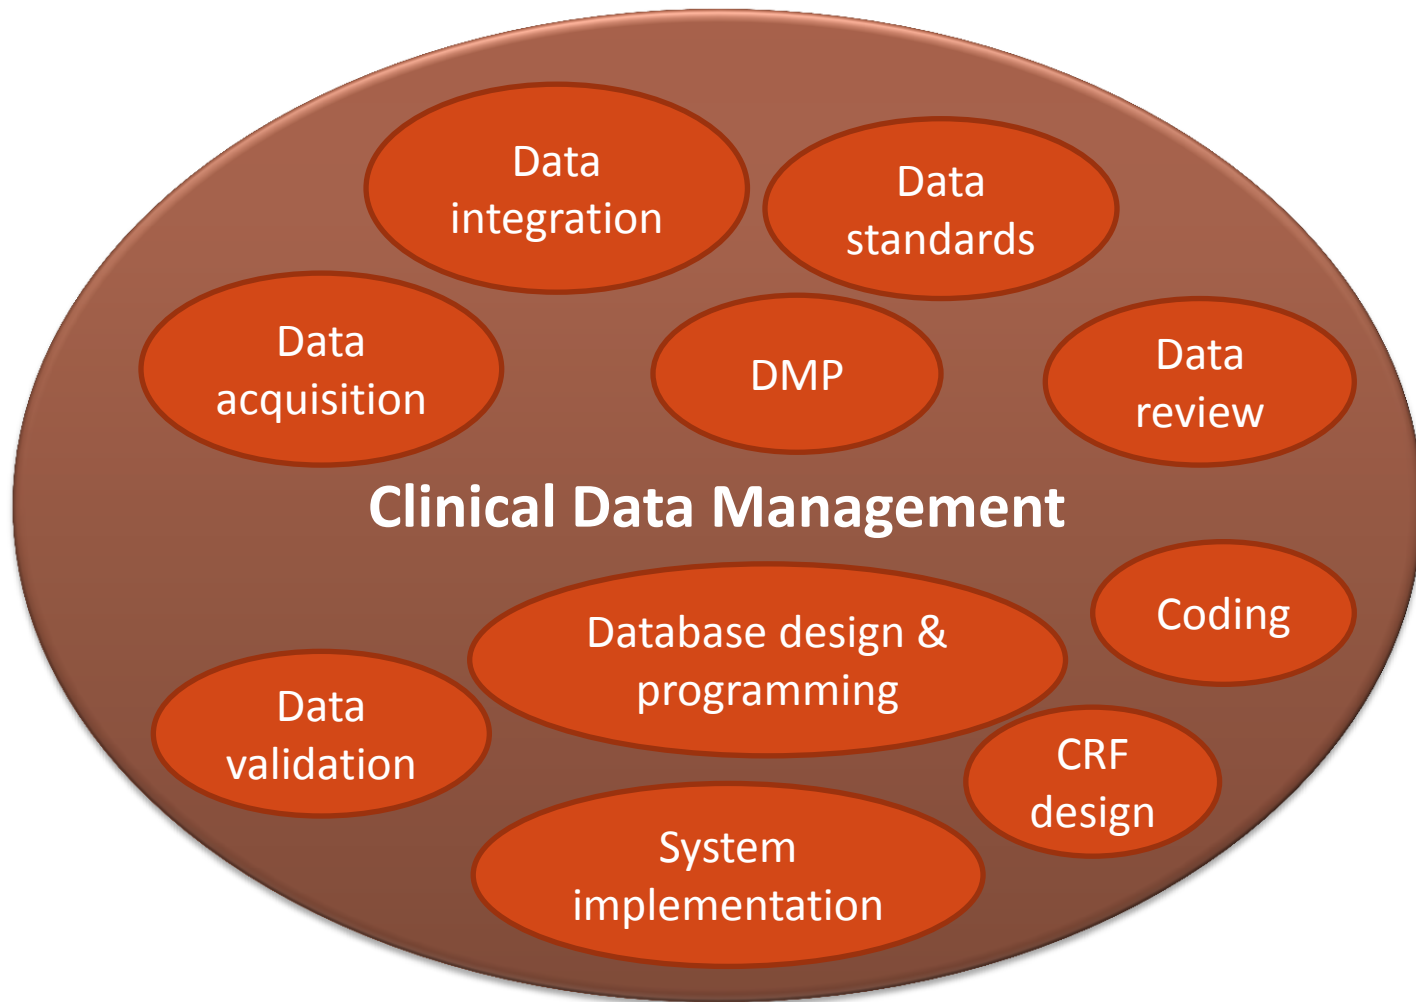 Data
integration
Data
standards
Data
acquisition
DMP
Data
review
Clinical Data Management
Database design &
programming
Coding
Data
validation
CRF
design
System
implementation